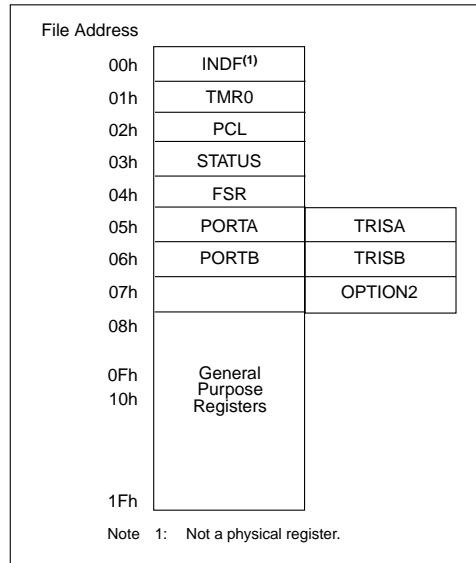 File Address
00h INDF(1)
01h TMR0
02h PCL
03h STATUS
04h FSR
05h PORTA TRISA
06h PORTB TRISB
07h OPTION2
08h
0Fh General
Purpose
10h Registers
1Fh
Note 1: Not a physical register.